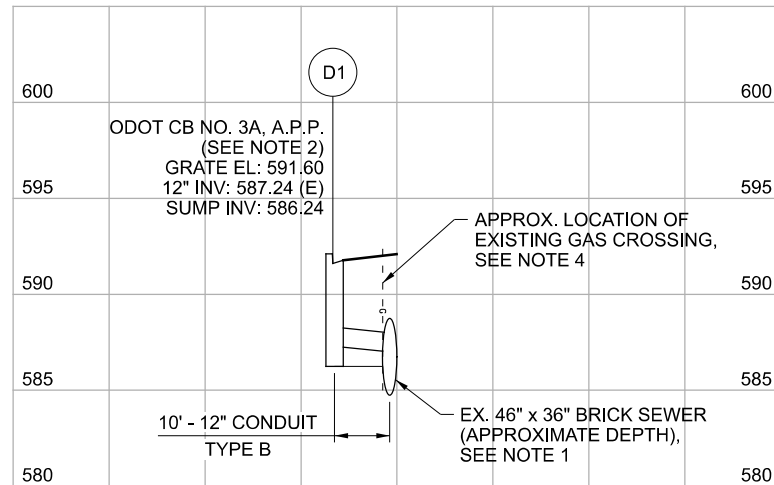 D1
600
600
ODOT CB NO. 3A, A.P.P.
(SEE NOTE 2)
GRATE EL: 591.60
12" INV: 587.24 (E)
SUMP INV: 586.24
595
595
APPROX. LOCATION OF
EXISTING GAS CROSSING,
SEE NOTE 4
590
590
G
585
585
10' - 12" CONDUIT
TYPE B
EX. 46" x 36" BRICK SEWER
(APPROXIMATE DEPTH),
SEE NOTE 1
580
580